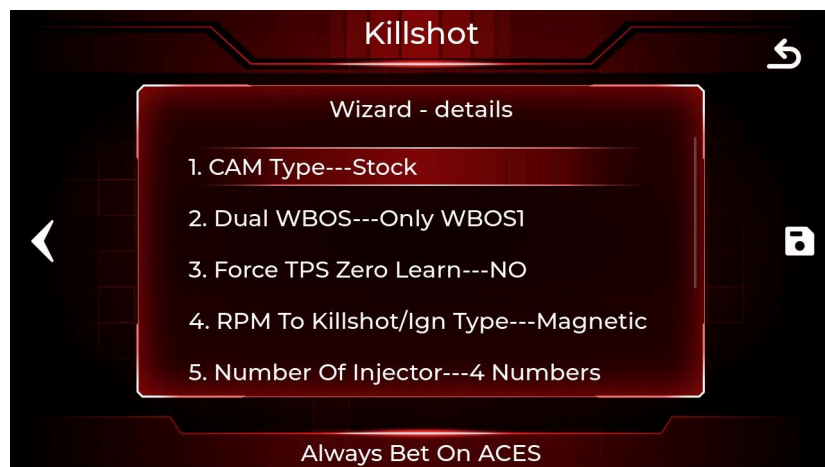 Killshot
Wizard - details
1. CAM Type---Stock
2. Dual WBOS---Only WBOS1
3. Force TPS Zero Learn---NO
4. RPM To Killshot/Ign Type---Magnetic
5. Number Of Injector---4 Numbers
Always Bet On ACES